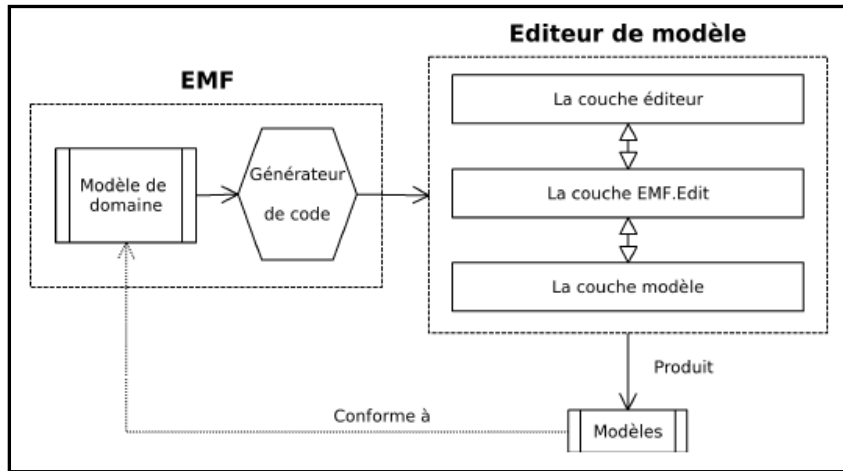 Editeur de modèle
EMF
La couche éditeur
Modèle de
domaine
Générateur
de code
La couche EMF.Edit
La couche modèle
Produit
Conforme à
Modèles